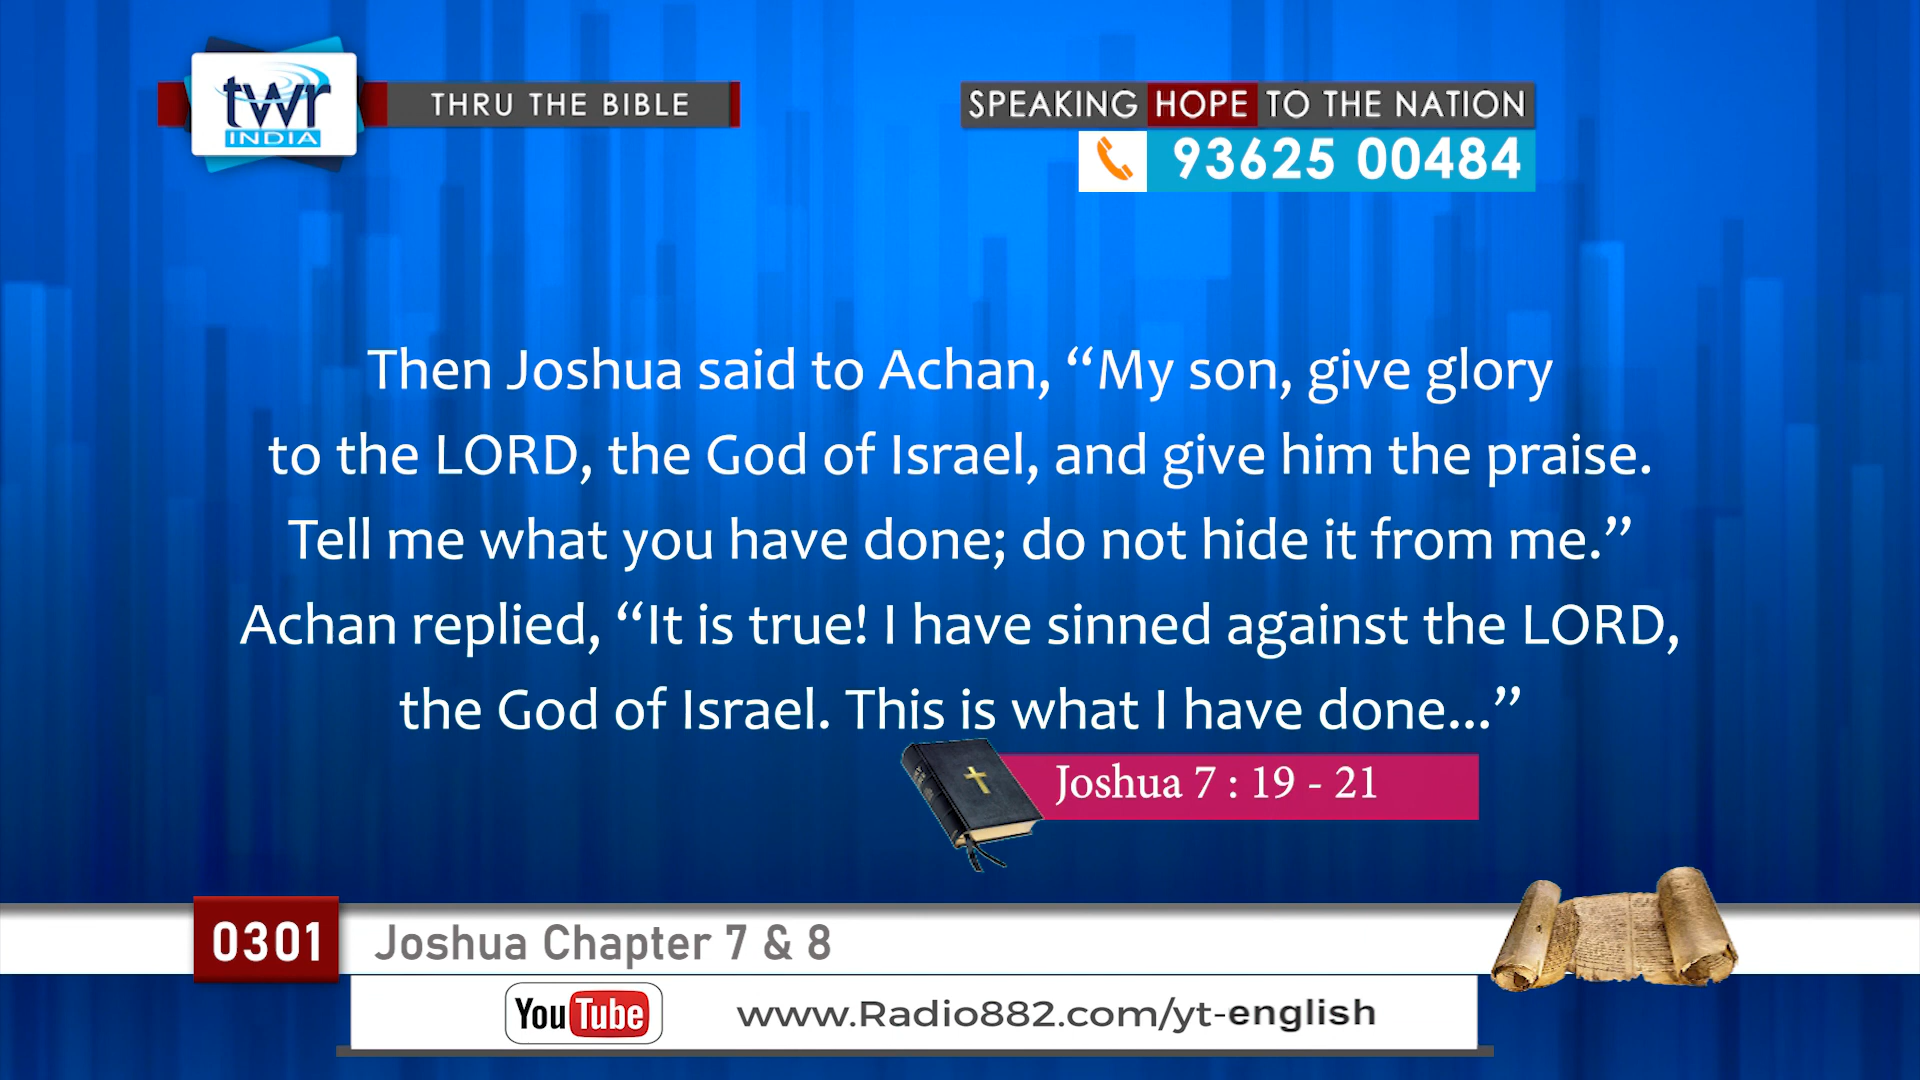 twr
INDIA
THRU THE BIBLE
SPEAKING HOPE TO THE NATION
93625 00484
Then Joshua said to Achan, “My son, give glory
to the LORD, the God of Israel, and give him the praise.
Tell me what you have done; do not hide it from me.”
Achan replied, “It is true! I have sinned against the LORD,
the God of Israel. This is what I have done...”
Joshua 7 : 19 - 21
0301
Joshua Chapter 7 & 8
YouTube
www.Radio882.com/yt-english